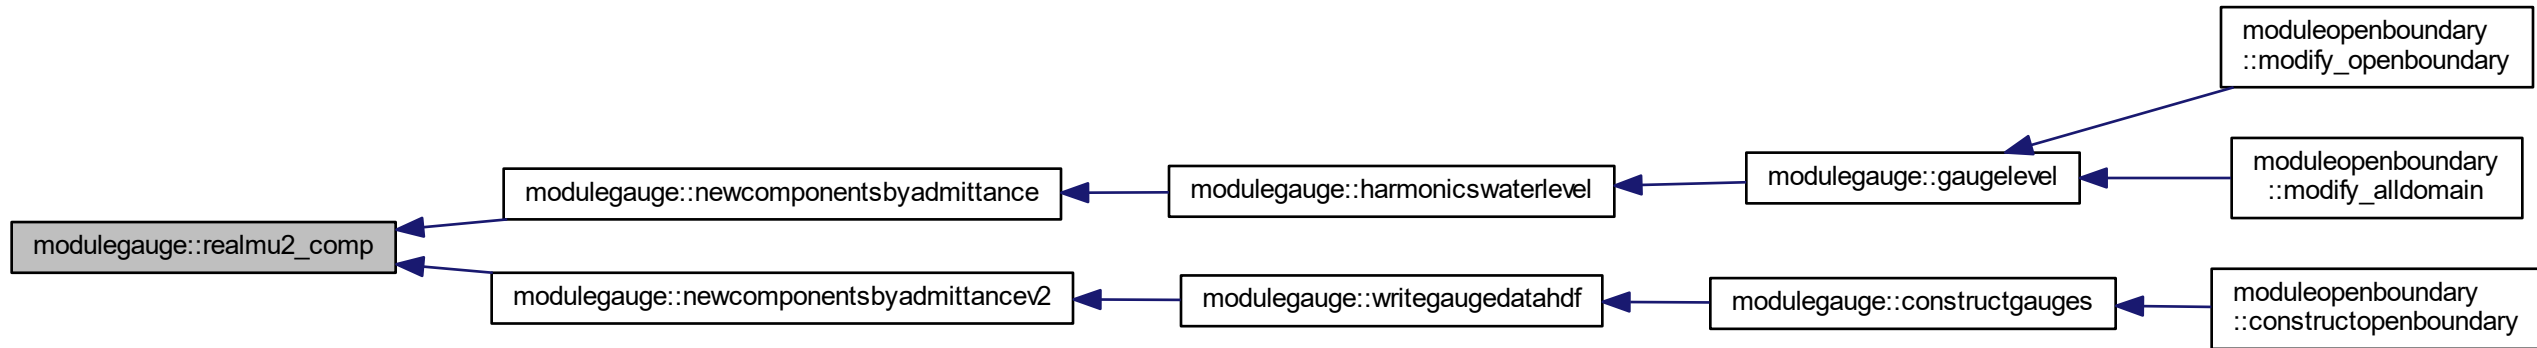 moduleopenboundary
::modify_openboundary
moduleopenboundary
::modify_alldomain
modulegauge::gaugelevel
modulegauge::harmonicswaterlevel
modulegauge::newcomponentsbyadmittance
modulegauge::realmu2_comp
modulegauge::newcomponentsbyadmittancev2
modulegauge::writegaugedatahdf
modulegauge::constructgauges
moduleopenboundary
::constructopenboundary